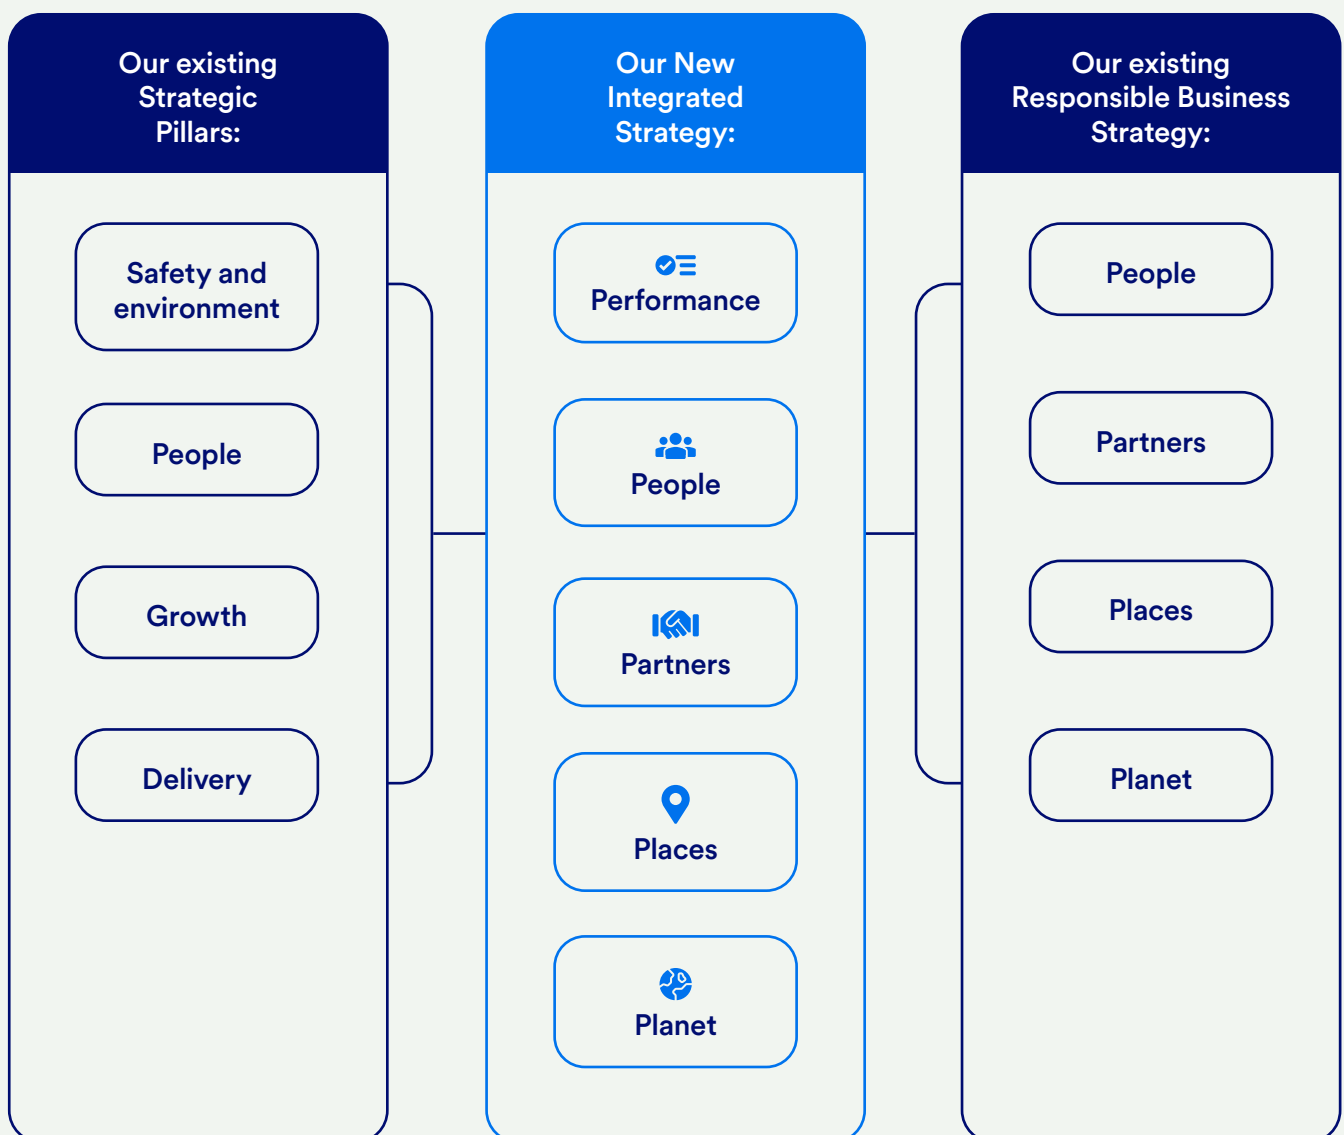 Our existing
Strategic
Pillars:
Safety and
environment
People
Growth
Delivery
Our New
Integrated
Strategy:
Performance
People
Partners
Places
Planet
Our existing
Responsible Business
Strategy:
People
Partners
Places
Planet